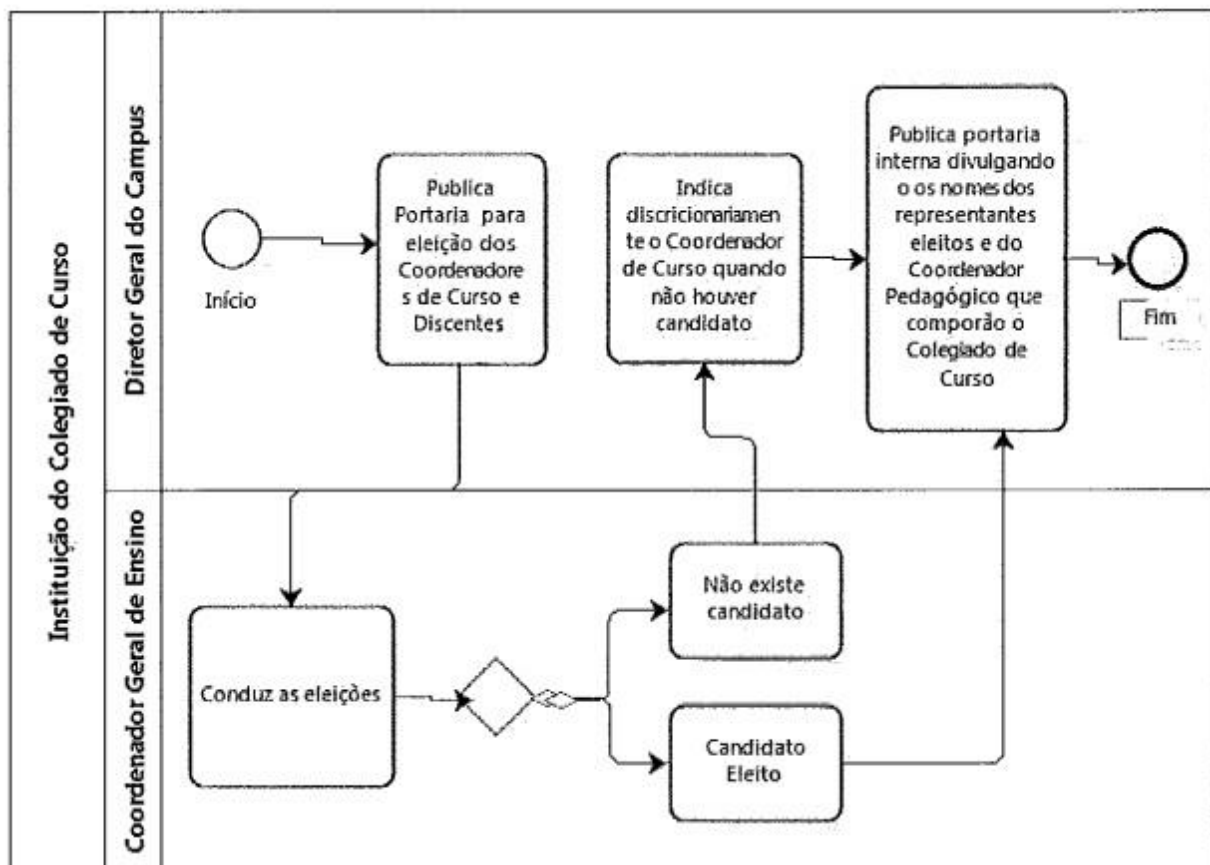 Instituição do Colegiado de Curso
Diretor Geral do Campus
Início
Publica
Portaria para
eleição dos
Coordenadore
s de Curso e
Discentes
Indica
discricionariamen
te o Coordenador
de Curso quando
não houver
candidato
Publica portaria
interna divulgando
o os nomes dos
representantes
eleitos e do
Coordenador
Pedagógico que
comporão o
Colegiado de
Curso
Fim
Coordenador Geral de Ensino
Conduz as eleições
Não existe
candidato
Candidato
Eleito